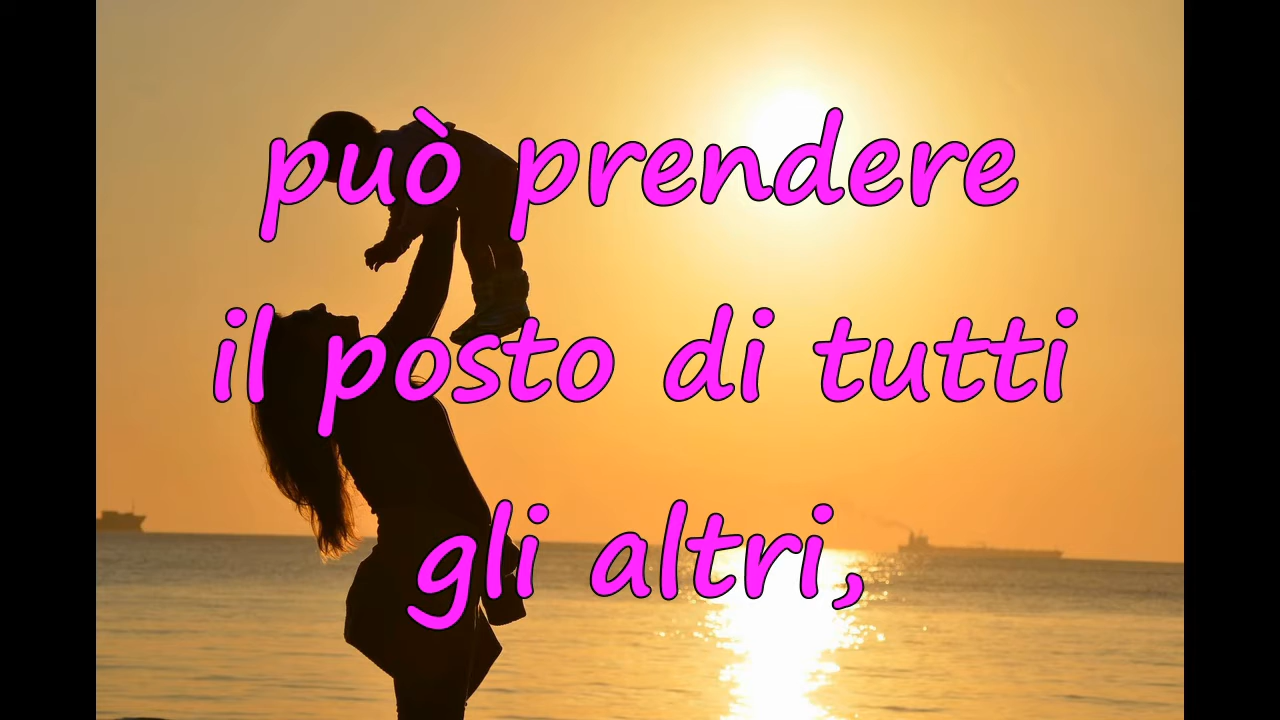 può prendere
il posto di tutti
gli altri,